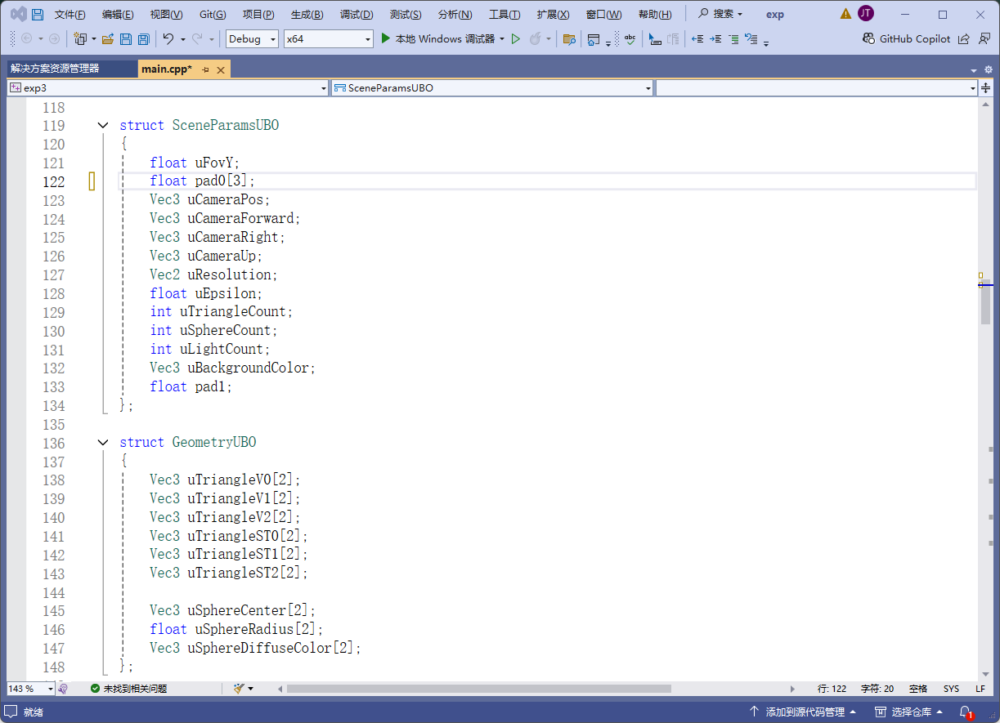 文件(F) 编辑(E) 视图(V) Git(G) 项目(P) 生成(B) 调试(D) 测试(S) 分析(N) 工具(T) 扩展(X) 窗口(W) 帮助(H) 搜索 exp JT
Debug x64 本地 Windows 调试器 abc GitHub Copilot
解决方案资源管理器 main.cpp*
exp3 SceneParamsUBO
118
119 struct SceneParamsUBO
120 {
121 float uFovY;
122 float pad0[3];
123 Vec3 uCameraPos;
124 Vec3 uCameraForward;
125 Vec3 uCameraRight;
126 Vec3 uCameraUp;
127 Vec2 uResolution;
128 float uEpsilon;
129 int uTriangleCount;
130 int uSphereCount;
131 int uLightCount;
132 Vec3 uBackgroundColor;
133 float pad1;
134 };
135
136 struct GeometryUBO
137 {
138 Vec3 uTriangleV0[2];
139 Vec3 uTriangleV1[2];
140 Vec3 uTriangleV2[2];
141 Vec3 uTriangleST0[2];
142 Vec3 uTriangleST1[2];
143 Vec3 uTriangleST2[2];
144
145 Vec3 uSphereCenter[2];
146 float uSphereRadius[2];
147 Vec3 uSphereDiffuseColor[2];
148 };
143 % 未找到相关问题 行: 122 字符: 20 空格 SYS LF
就绪 添加到源代码管理 选择仓库 1